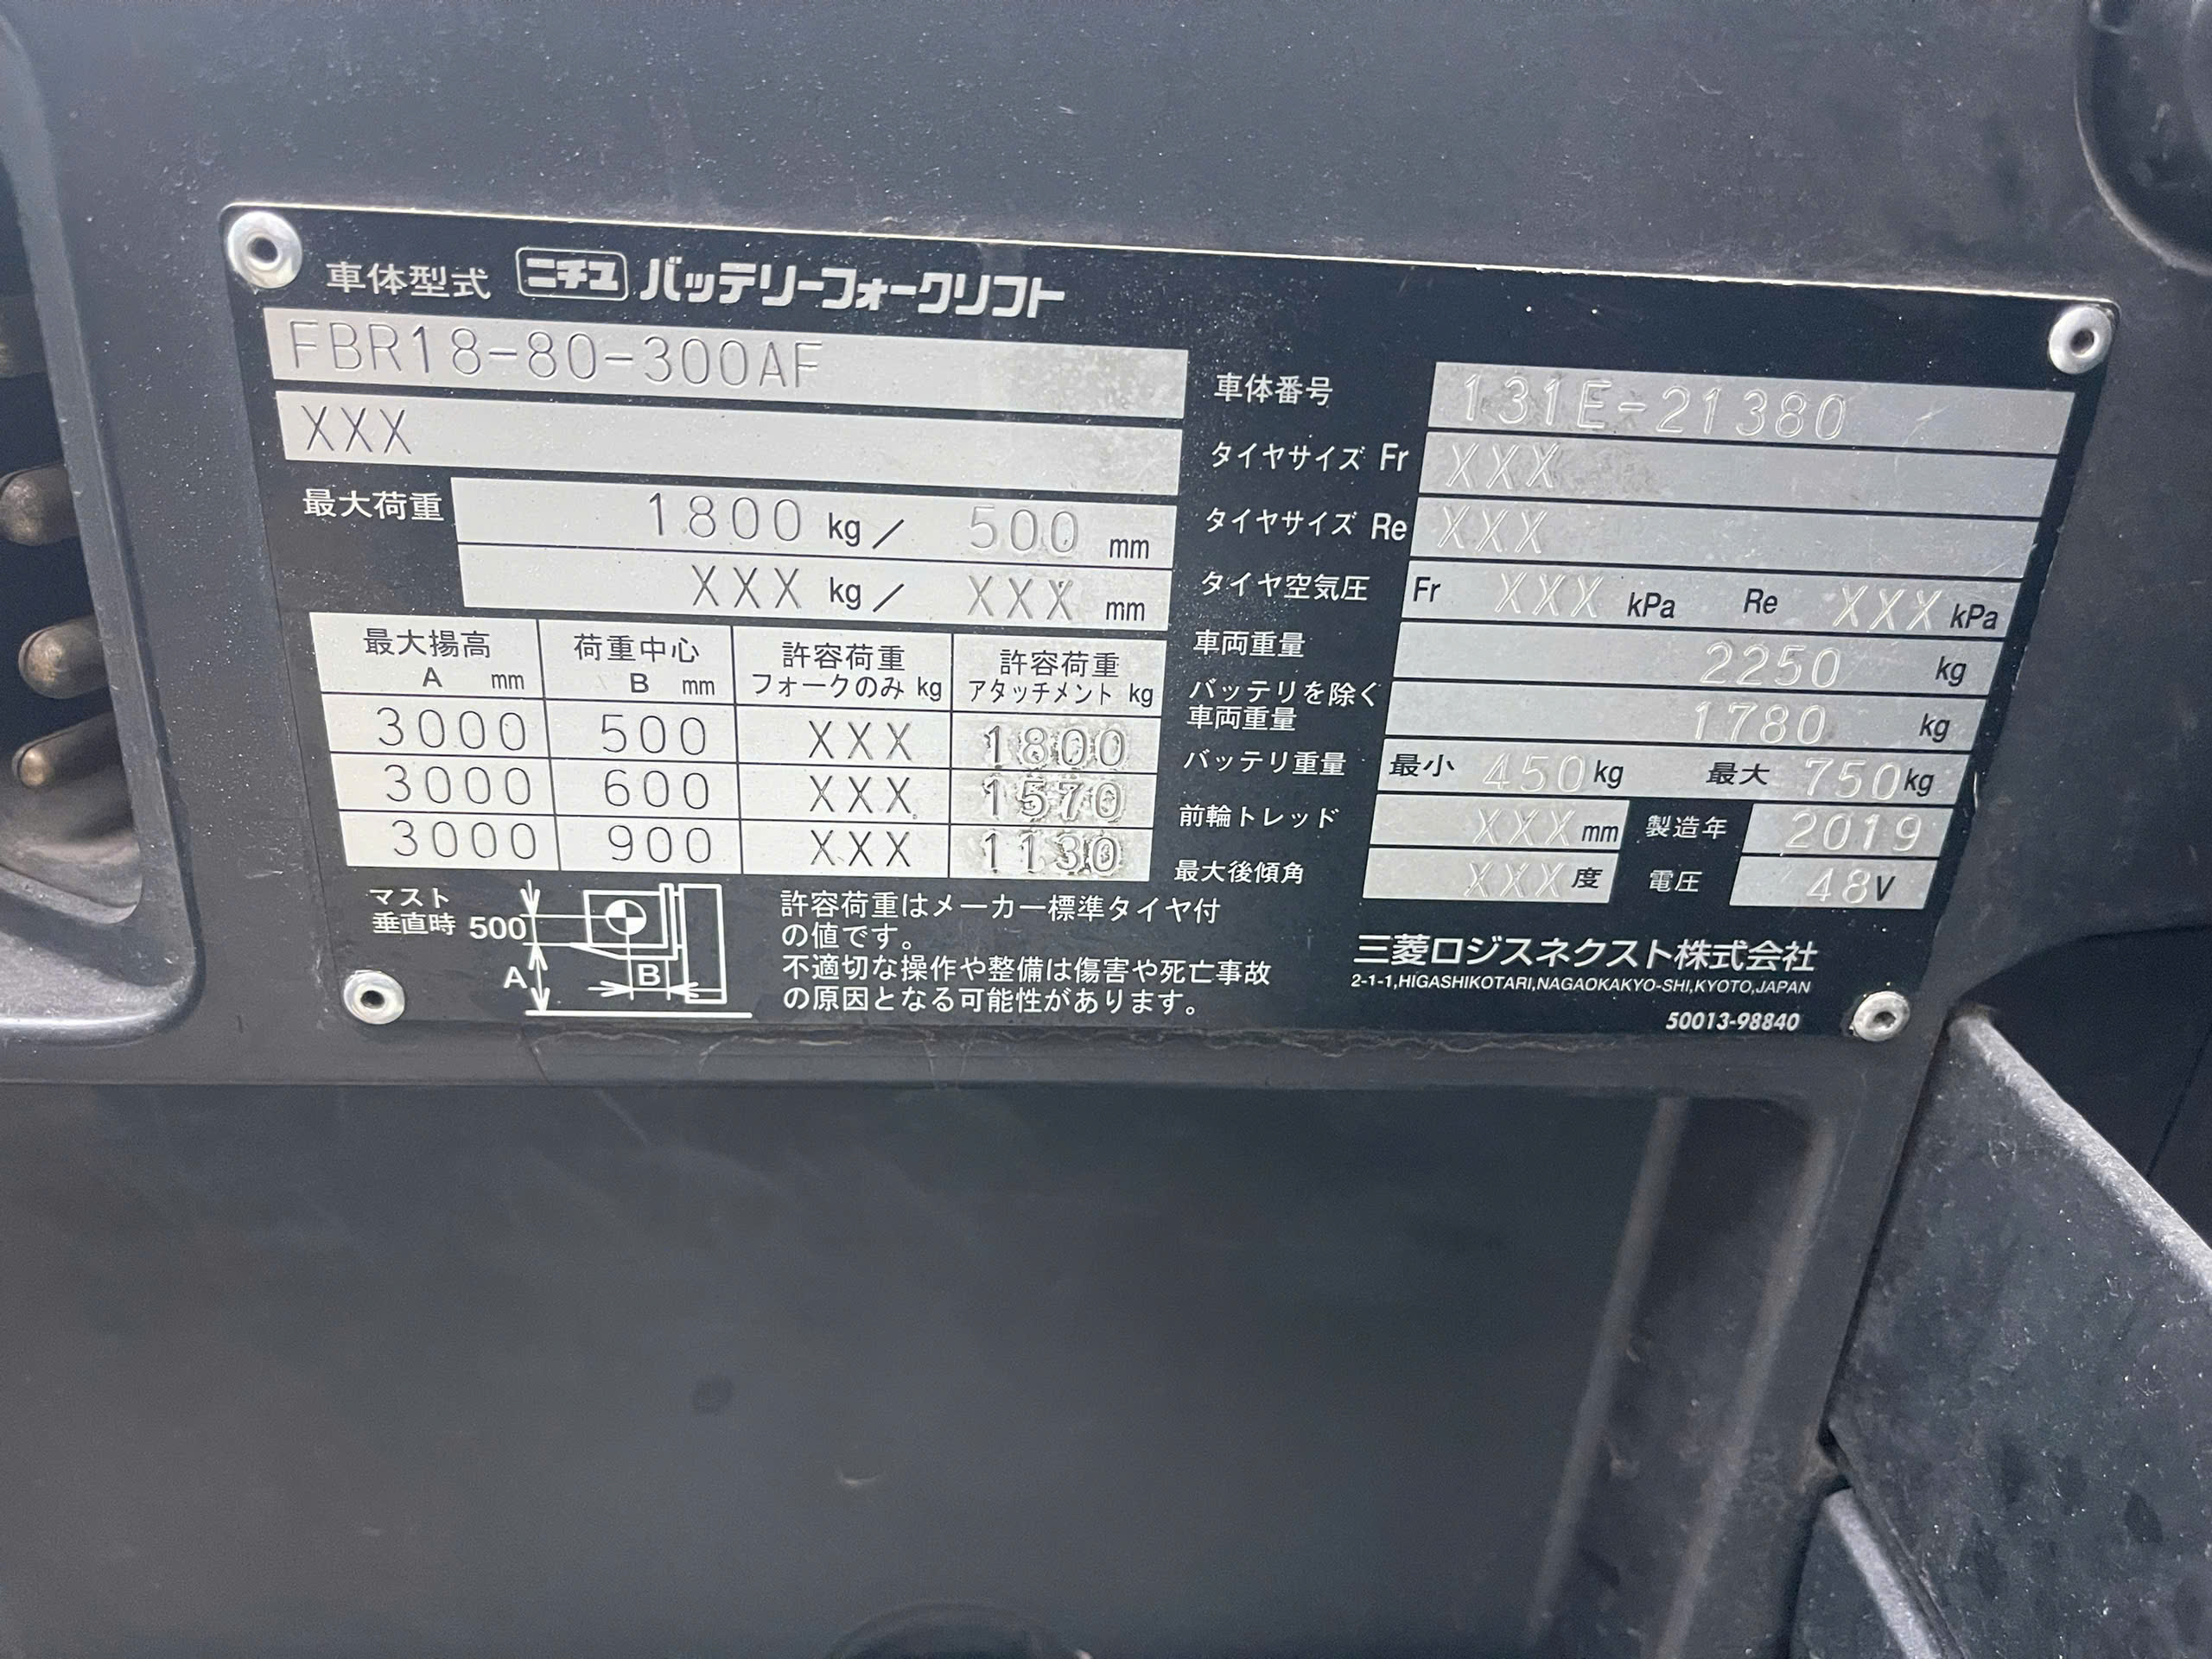 車体型式 ニチユ バッテリーフォークリフト
FBR18-80-300AF
XXX
最大荷重 1800 kg／ 500 mm
XXX kg／ XXX mm
最大揚高 A mm 荷重中心 B mm 許容荷重 フォークのみ kg 許容荷重 アタッチメント kg
3000 500 XXX 1800
3000 600 XXX 1570
3000 900 XXX 1130
マスト
垂直時 500
A B
許容荷重はメーカー標準タイヤ付
の値です。
不適切な操作や整備は傷害や死亡事故
の原因となる可能性があります。
車体番号 131E-21380
タイヤサイズ Fr XXX
タイヤサイズ Re XXX
タイヤ空気圧 Fr XXX kPa Re XXX kPa
車両重量 2250 kg
バッテリを除く
車両重量 1780 kg
バッテリ重量 最小 450kg 最大 750kg
前輪トレッド XXX mm 製造年 2019
最大後傾角 XXX度 電圧 48V
三菱ロジスネクスト株式会社
2-1-1,HIGASHIKOTARI,NAGAOKAKYO-SHI,KYOTO,JAPAN
50013-98840